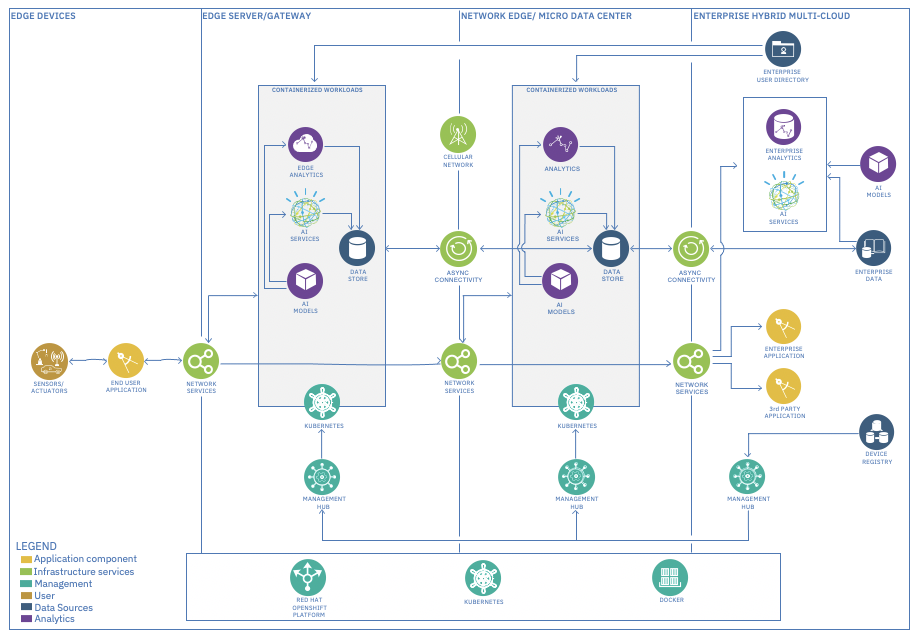 EDGE DEVICES
EDGE SERVER/GATEWAY
NETWORK EDGE/ MICRO DATA CENTER
ENTERPRISE HYBRID MULTI-CLOUD
ENTERPRISE
USER DIRECTORY
CONTAINERIZED WORKLOADS
CONTAINERIZED WORKLOADS
EDGE
ANALYTICS
CELLULAR
NETWORK
ANALYTICS
ENTERPRISE
ANALYTICS
AI
MODELS
AI
SERVICES
AI
SERVICES
AI
SERVICES
DATA
STORE
ASYNC
CONNECTIVITY
DATA
STORE
ASYNC
CONNECTIVITY
ENTERPRISE
DATA
AI
MODELS
AI
MODELS
ENTERPRISE
APPLICATION
SENSORS/
ACTUATORS
END USER
APPLICATION
NETWORK
SERVICES
NETWORK
SERVICES
NETWORK
SERVICES
3rd PARTY
APPLICATION
KUBERNETES
KUBERNETES
DEVICE
REGISTRY
MANAGEMENT
HUB
MANAGEMENT
HUB
MANAGEMENT
HUB
LEGEND
Application component
Infrastructure services
Management
User
Data Sources
Analytics
RED HAT
OPENSHIFT
PLATFORM
KUBERNETES
DOCKER